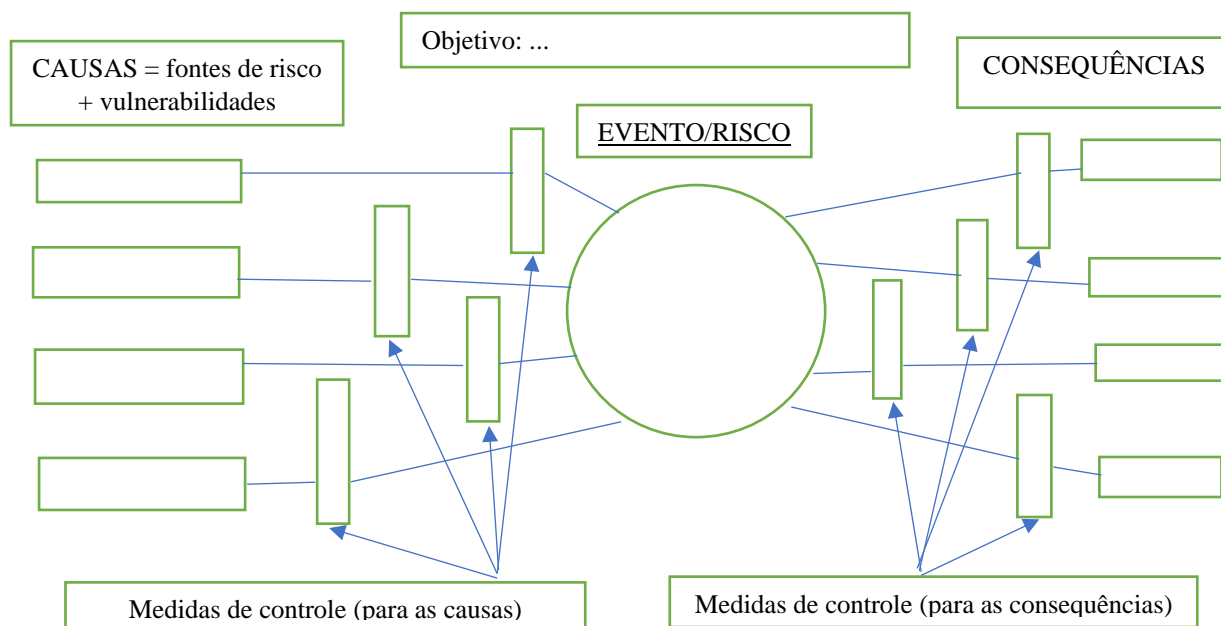 Objetivo: ...
CAUSAS = fontes de risco
+ vulnerabilidades
CONSEQUÊNCIAS
EVENTO/RISCO
Medidas de controle (para as causas)
Medidas de controle (para as consequências)